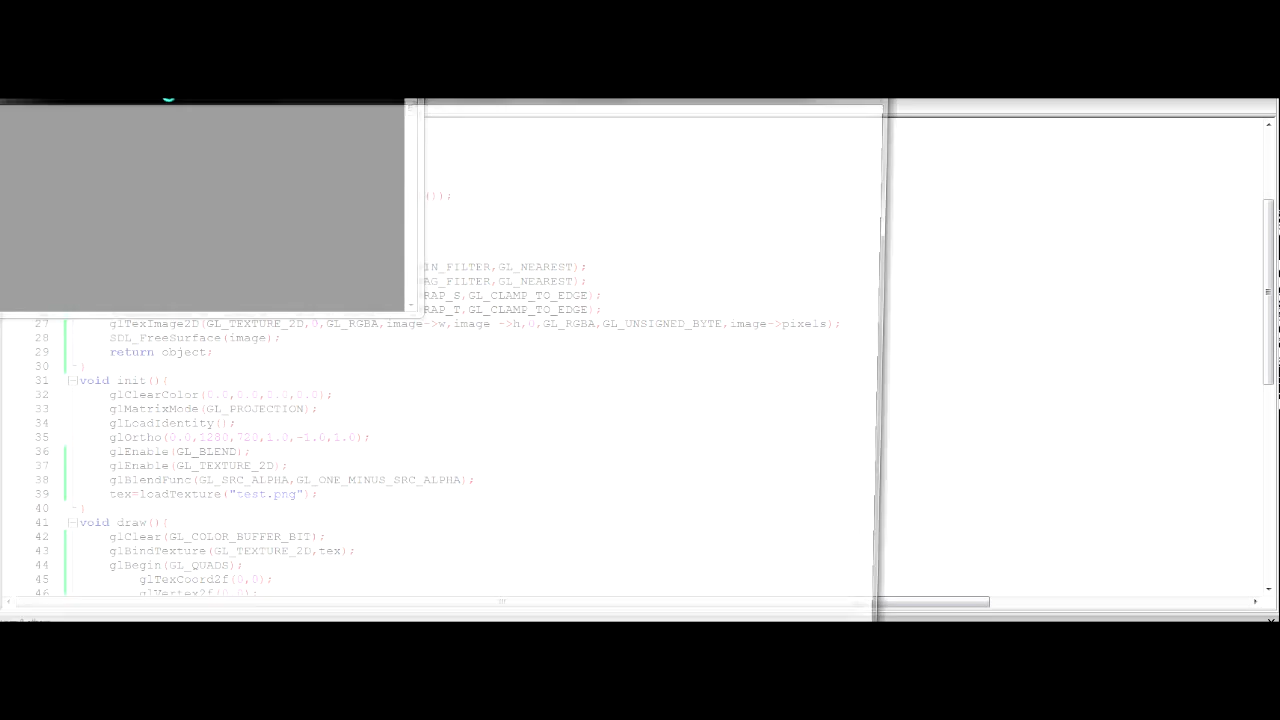 ());
IN_FILTER,GL_NEAREST);
AG_FILTER,GL_NEAREST);
RAP_S,GL_CLAMP_TO_EDGE);
RAP_T,GL_CLAMP_TO_EDGE);
27 glTexImage2D(GL_TEXTURE_2D,0,GL_RGBA,image->w,image ->h,0,GL_RGBA,GL_UNSIGNED_BYTE,image->pixels);
28 SDL_FreeSurface(image);
29 return object;
30 }
31 void init(){
32 glClearColor(0.0,0.0,0.0,0.0);
33 glMatrixMode(GL_PROJECTION);
34 glLoadIdentity();
35 glOrtho(0.0,1280,720,1.0,-1.0,1.0);
36 glEnable(GL_BLEND);
37 glEnable(GL_TEXTURE_2D);
38 glBlendFunc(GL_SRC_ALPHA,GL_ONE_MINUS_SRC_ALPHA);
39 tex=loadTexture("test.png");
40 }
41 void draw(){
42 glClear(GL_COLOR_BUFFER_BIT);
43 glBindTexture(GL_TEXTURE_2D,tex);
44 glBegin(GL_QUADS);
45 glTexCoord2f(0,0);
46 glVertex2f(0,0);